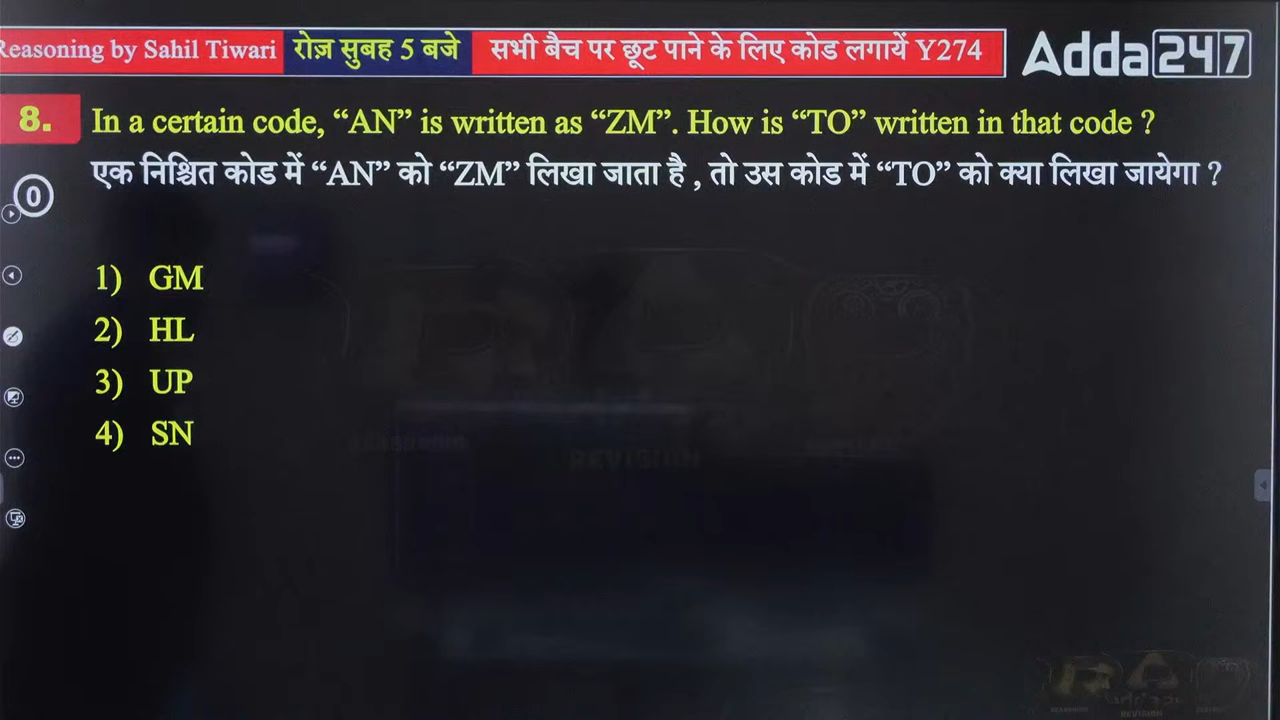 Reasoning by Sahil Tiwari रोज़ सुबह 5 बजे सभी बैच पर छूट पाने के लिए कोड लगायें Y274 Adda247
8. In a certain code, “AN” is written as “ZM”. How is “TO” written in that code ?
एक निश्चित कोड में “AN” को “ZM” लिखा जाता है , तो उस कोड में “TO” को क्या लिखा जायेगा ?
0
1) GM
2) HL
3) UP
4) SN
REVISION